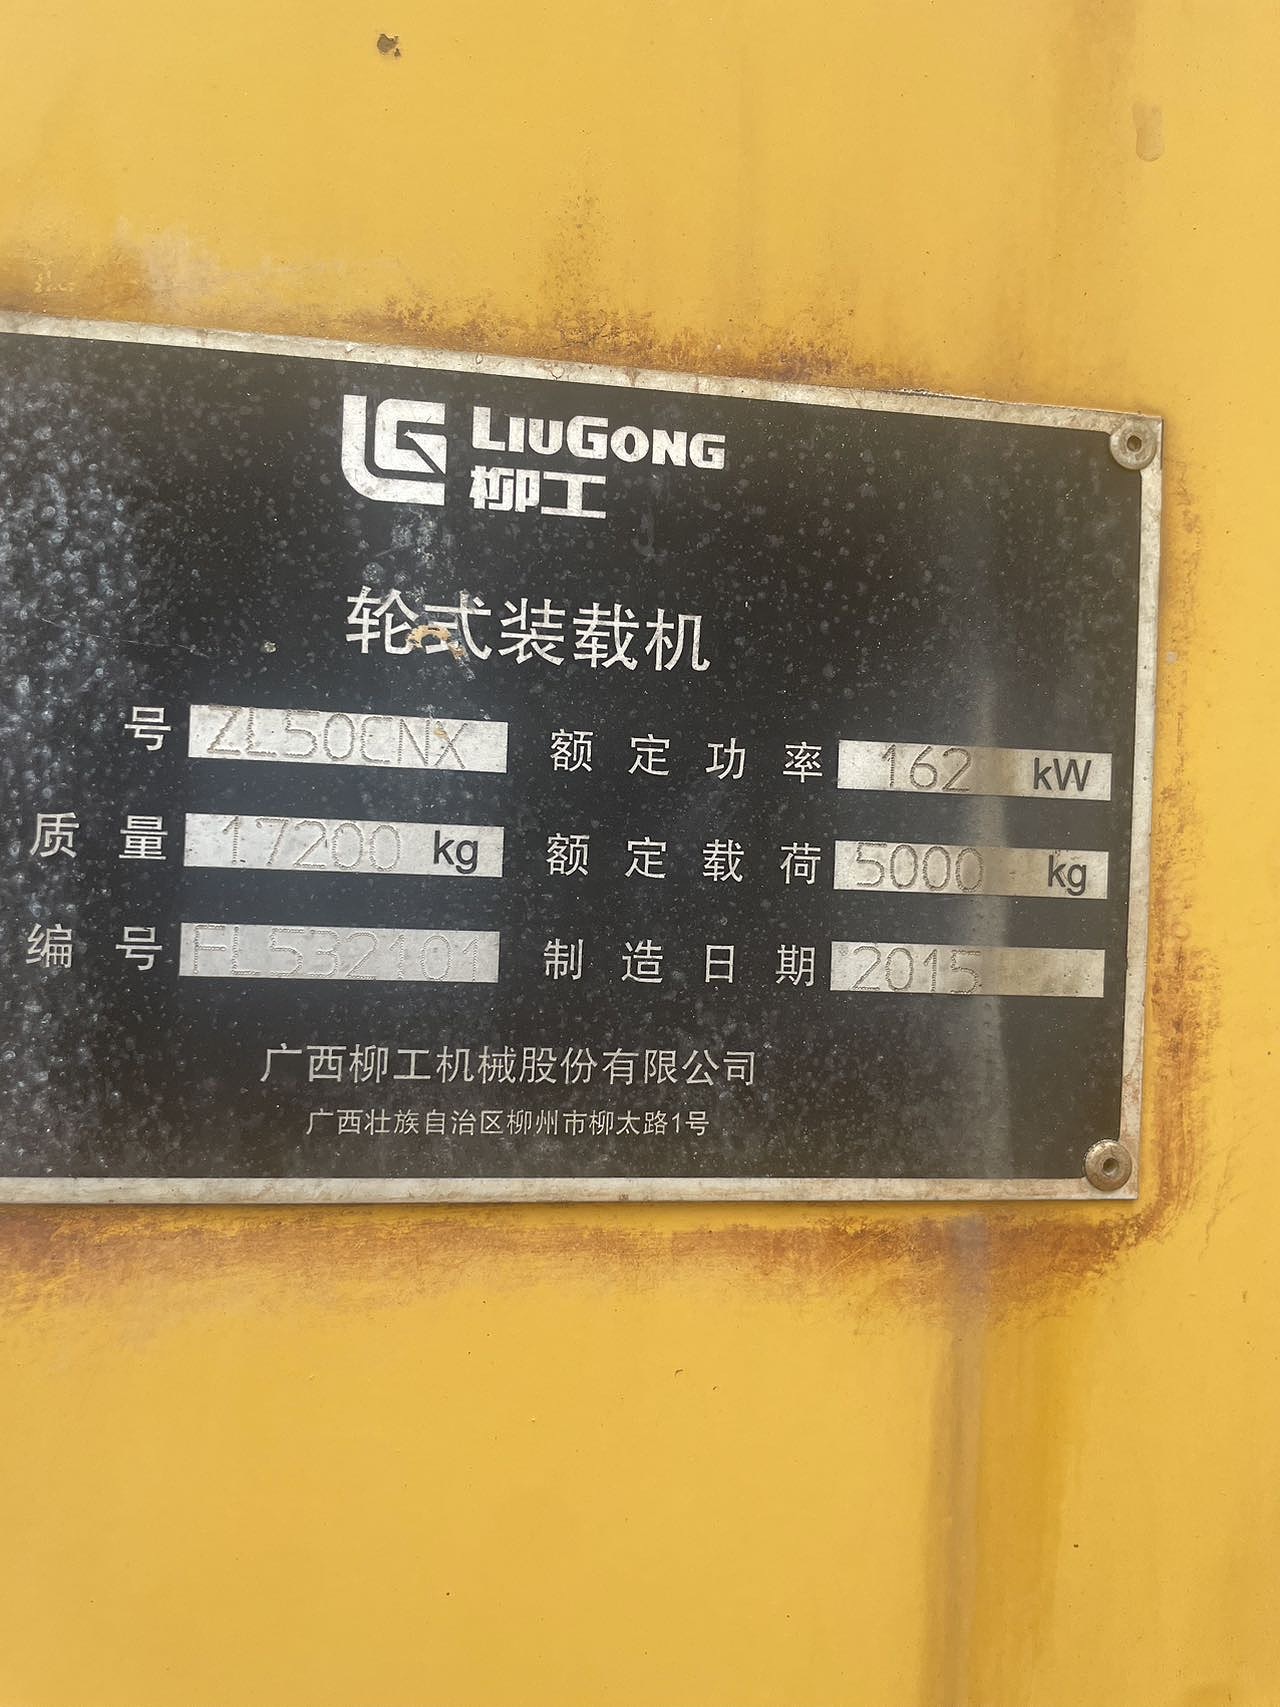 LG LIUGONG
柳工
轮式装载机
号 ZL50CNX 额定功率 162 kW
质量 17200 kg 额定载荷 5000 kg
编号 FL532101 制造日期 2015
广西柳工机械股份有限公司
广西壮族自治区柳州市柳太路1号